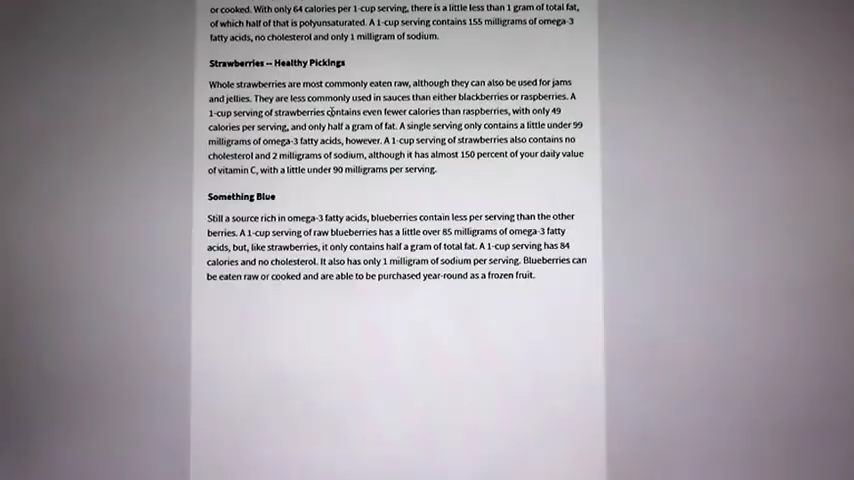 or cooked. With only 64 calories per 1-cup serving, there is a little less than 1 gram of total fat,
of which half of that is polyunsaturated. A 1-cup serving contains 155 milligrams of omega-3
fatty acids, no cholesterol and only 1 milligram of sodium.
Strawberries -- Healthy Pickings
Whole strawberries are most commonly eaten raw, although they can also be used for jams
and jellies. They are less commonly used in sauces than either blackberries or raspberries. A
1-cup serving of strawberries contains even fewer calories than raspberries, with only 49
calories per serving, and only half a gram of fat. A single serving only contains a little under 99
milligrams of omega-3 fatty acids, however. A 1-cup serving of strawberries also contains no
cholesterol and 2 milligrams of sodium, although it has almost 150 percent of your daily value
of vitamin C, with a little under 90 milligrams per serving.
Something Blue
Still a source rich in omega-3 fatty acids, blueberries contain less per serving than the other
berries. A 1-cup serving of raw blueberries has a little over 85 milligrams of omega-3 fatty
acids, but, like strawberries, it only contains half a gram of total fat. A 1-cup serving has 84
calories and no cholesterol. It also has only 1 milligram of sodium per serving. Blueberries can
be eaten raw or cooked and are able to be purchased year-round as a frozen fruit.